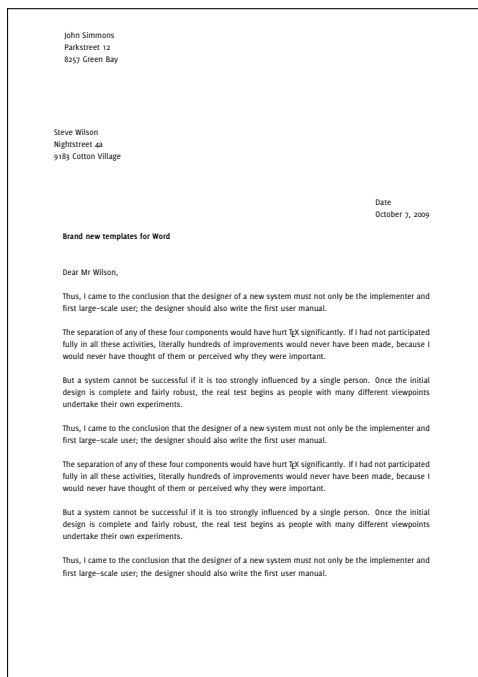 John Simmons
Parkstreet 12
8257 Green Bay
Steve Wilson
Nightstreet 4a
9183 Cotton Village
Date
October 7, 2009
Brand new templates for Word
Dear Mr Wilson,
Thus, I came to the conclusion that the designer of a new system must not only be the implementer and
first large-scale user; the designer should also write the first user manual.
The separation of any of these four components would have hurt TEX significantly. If I had not participated
fully in all these activities, literally hundreds of improvements would never have been made, because I
would never have thought of them or perceived why they were important.
But a system cannot be successful if it is too strongly influenced by a single person. Once the initial
design is complete and fairly robust, the real test begins as people with many different viewpoints
undertake their own experiments.
Thus, I came to the conclusion that the designer of a new system must not only be the implementer and
first large-scale user; the designer should also write the first user manual.
The separation of any of these four components would have hurt TEX significantly. If I had not participated
fully in all these activities, literally hundreds of improvements would never have been made, because I
would never have thought of them or perceived why they were important.
But a system cannot be successful if it is too strongly influenced by a single person. Once the initial
design is complete and fairly robust, the real test begins as people with many different viewpoints
undertake their own experiments.
Thus, I came to the conclusion that the designer of a new system must not only be the implementer and
first large-scale user; the designer should also write the first user manual.